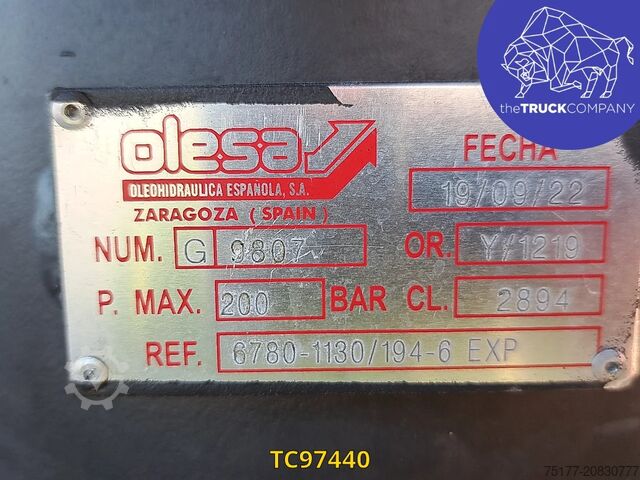 theTRUCKCOMPANY
olesa
OLEOHIDRAULICA ESPAÑOLA, S.A.
ZARAGOZA (SPAIN)
FECHA
19/09/22
NUM. G 9807 OR. Y/1219
P. MAX. 200 BAR CL. 2894
REF. 6780-1130/194-6 EXP
TC97440
75177-20830777